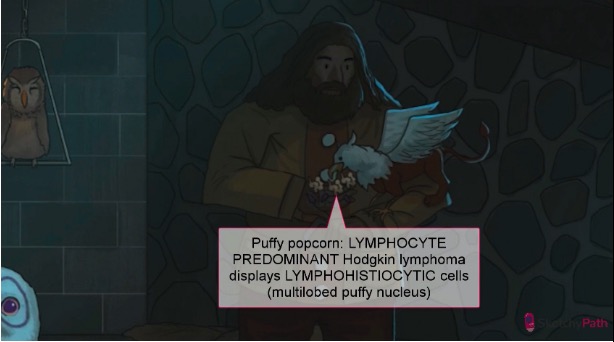 Puffy popcorn: LYMPHOCYTE
PREDOMINANT Hodgkin lymphoma
displays LYMPHOHISTIOCYTIC cells
(multilobed puffy nucleus)
SketchyPath